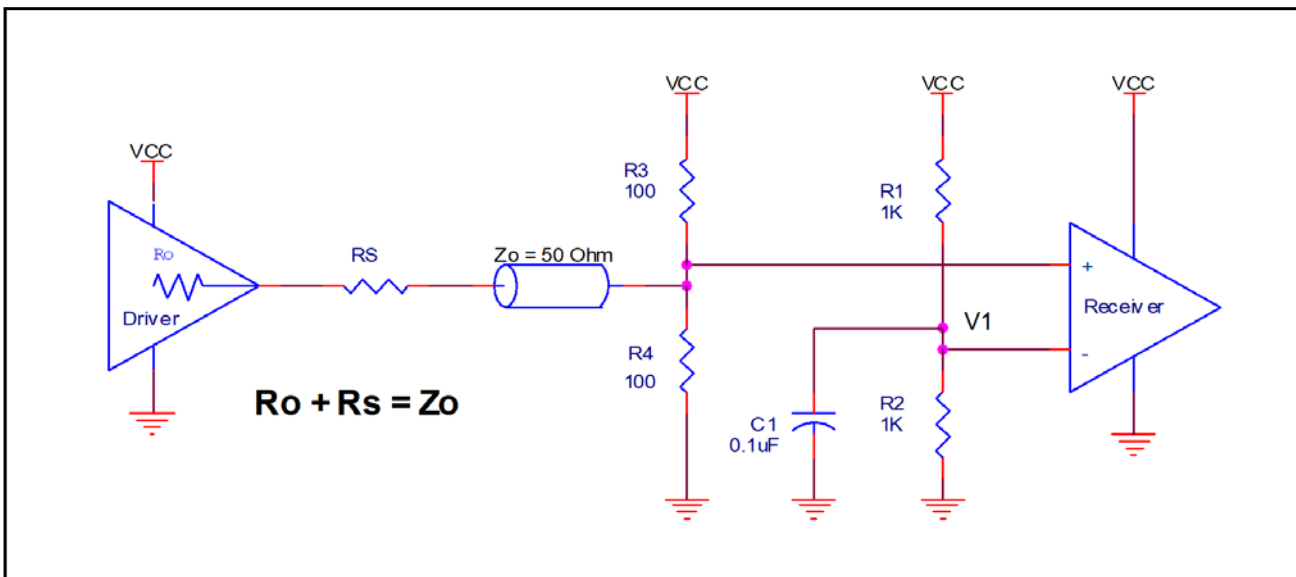 VCC
VCC
VCC
VCC
R3
100
R1
1K
Ro
RS
Zo = 50 Ohm
+
Driver
Receiver
V1
-
R4
100
Ro + Rs = Zo
C1
0.1uF
R2
1K